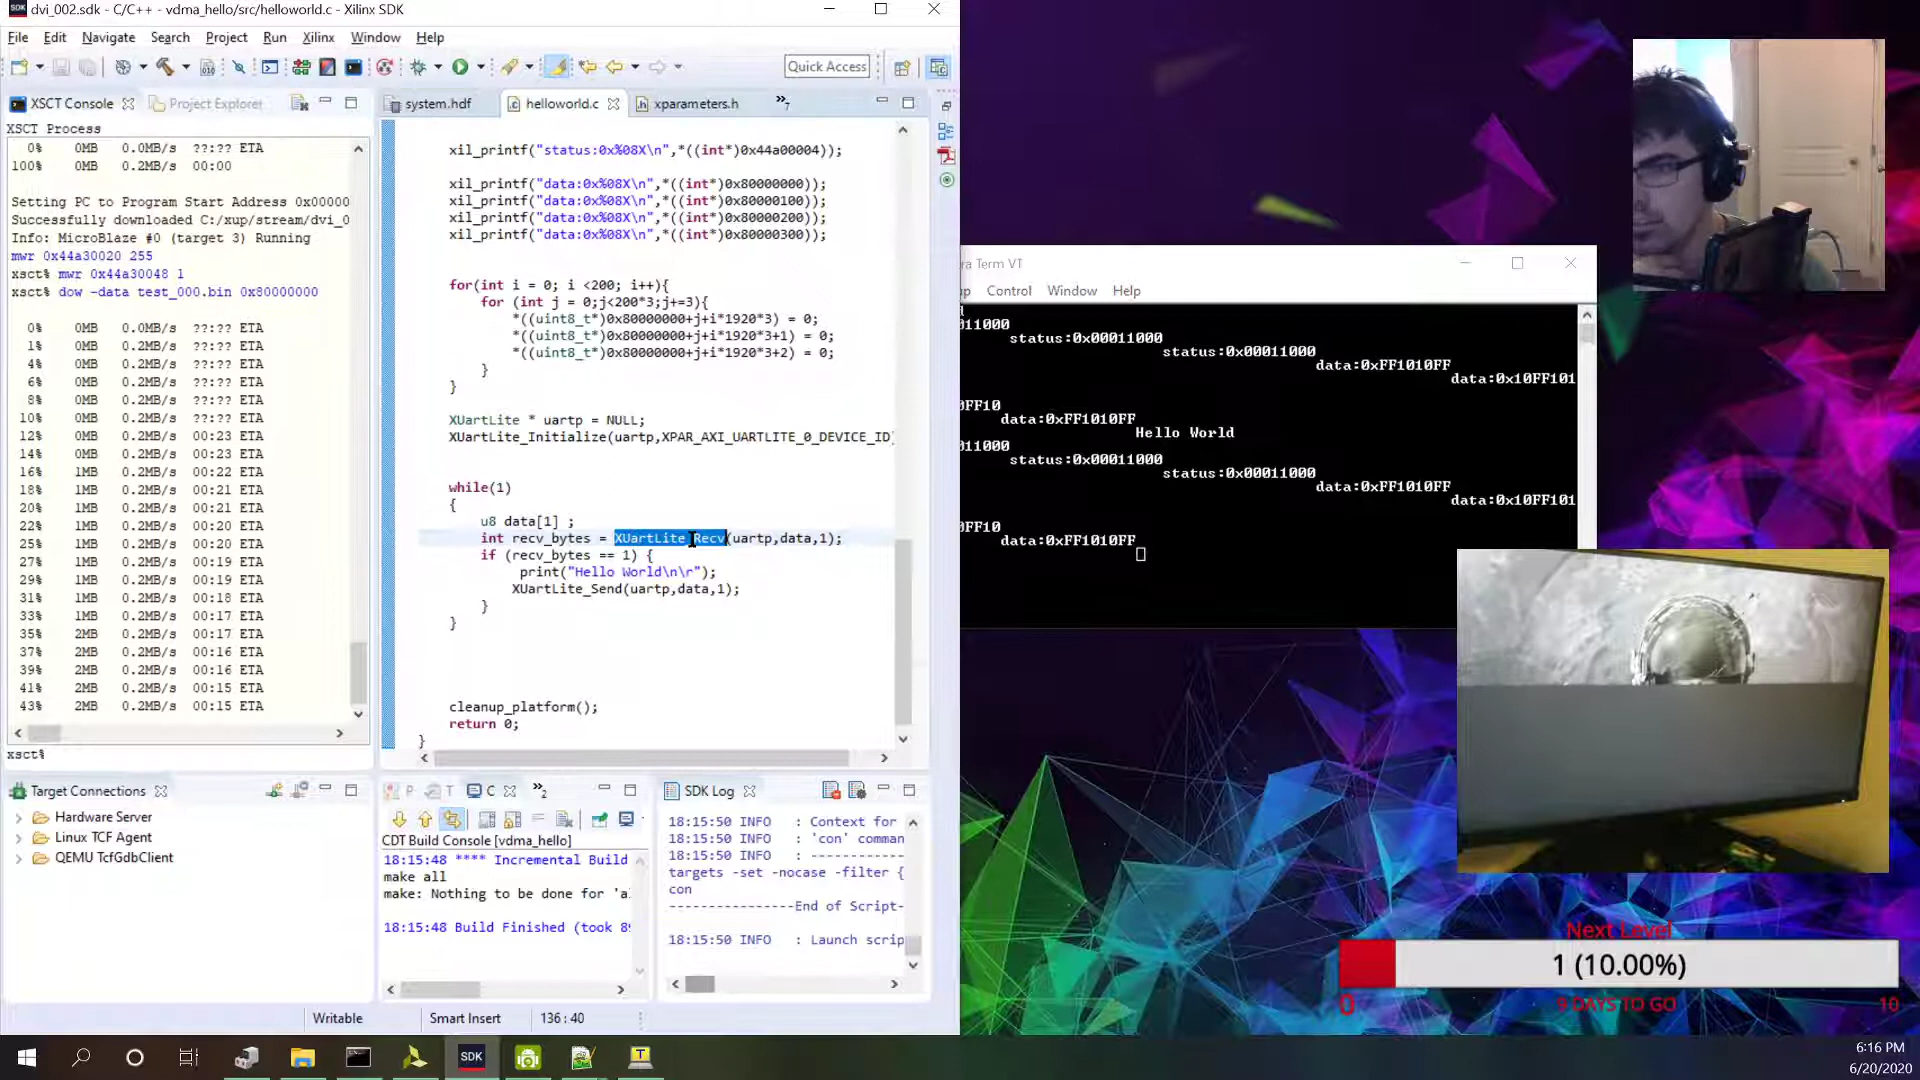 dvi_002.sdk - C/C++ - vdma_hello/src/helloworld.c - Xilinx SDK
File Edit Navigate Search Project Run Xilinx Window Help
Quick Access
XSCT Console
Project Explorer
XSCT Process
0% 0MB 0.0MB/s ??:?? ETA
100% 0MB 0.0MB/s 00:00
Setting PC to Program Start Address 0x00000
Successfully downloaded C:/xup/stream/dvi_0
Info: MicroBlaze #0 (target 3) Running
mwr 0x44a30020 255
xsct% mwr 0x44a30048 1
xsct% dow -data test_000.bin 0x80000000
0% 0MB 0.0MB/s ??:?? ETA
1% 0MB 0.2MB/s ??:?? ETA
4% 0MB 0.2MB/s ??:?? ETA
6% 0MB 0.2MB/s ??:?? ETA
8% 0MB 0.2MB/s ??:?? ETA
10% 0MB 0.2MB/s ??:?? ETA
12% 0MB 0.2MB/s 00:23 ETA
14% 0MB 0.2MB/s 00:23 ETA
16% 1MB 0.2MB/s 00:22 ETA
18% 1MB 0.2MB/s 00:21 ETA
20% 1MB 0.2MB/s 00:21 ETA
22% 1MB 0.2MB/s 00:20 ETA
25% 1MB 0.2MB/s 00:20 ETA
27% 1MB 0.2MB/s 00:19 ETA
29% 1MB 0.2MB/s 00:19 ETA
31% 1MB 0.2MB/s 00:18 ETA
33% 1MB 0.2MB/s 00:17 ETA
35% 2MB 0.2MB/s 00:17 ETA
37% 2MB 0.2MB/s 00:16 ETA
39% 2MB 0.2MB/s 00:16 ETA
41% 2MB 0.2MB/s 00:15 ETA
43% 2MB 0.2MB/s 00:15 ETA
xsct%
system.hdf
helloworld.c
xparameters.h
»7
xil_printf("status:0x%08X\n",*((int*)0x44a00004));
xil_printf("data:0x%08X\n",*((int*)0x80000000));
xil_printf("data:0x%08X\n",*((int*)0x80000100));
xil_printf("data:0x%08X\n",*((int*)0x80000200));
xil_printf("data:0x%08X\n",*((int*)0x80000300));
for(int i = 0; i <200; i++){
for (int j = 0;j<200*3;j+=3){
*((uint8_t*)0x80000000+j+i*1920*3) = 0;
*((uint8_t*)0x80000000+j+i*1920*3+1) = 0;
*((uint8_t*)0x80000000+j+i*1920*3+2) = 0;
}
}
XUartLite * uartp = NULL;
XUartLite_Initialize(uartp,XPAR_AXI_UARTLITE_0_DEVICE_ID)
while(1)
{
u8 data[1] ;
int recv_bytes = XUartLite_Recv(uartp,data,1);
if (recv_bytes == 1) {
print("Hello World\n\r");
XUartLite_Send(uartp,data,1);
}
}
cleanup_platform();
return 0;
}
Target Connections
Hardware Server
Linux TCF Agent
QEMU TcfGdbClient
P T C »2
CDT Build Console [vdma_hello]
18:15:48 **** Incremental Build
make all
make: Nothing to be done for 'a
18:15:48 Build Finished (took 8
SDK Log
18:15:50 INFO : Context for
18:15:50 INFO : 'con' comman
18:15:50 INFO : -----------
targets -set -nocase -filter {
con
----------------End of Script-
18:15:50 INFO : Launch scrip
Writable Smart Insert 136 : 40
ra Term VT
up Control Window Help
011000
status:0x00011000
status:0x00011000
data:0xFF1010FF
data:0x10FF101
0FF10
data:0xFF1010FF
Hello World
011000
status:0x00011000
status:0x00011000
data:0xFF1010FF
data:0x10FF101
0FF10
data:0xFF1010FF
Next Level
1 (10.00%)
0 9 DAYS TO GO 10
SDK
6:16 PM
6/20/2020